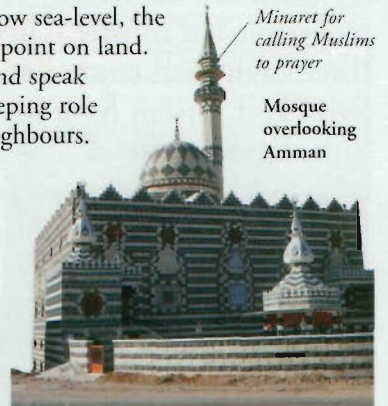 ow sea-level, the
point on land.
nd speak
eping role
ghbours.
Minaret for
calling Muslims
to prayer
Mosque
overlooking
Amman